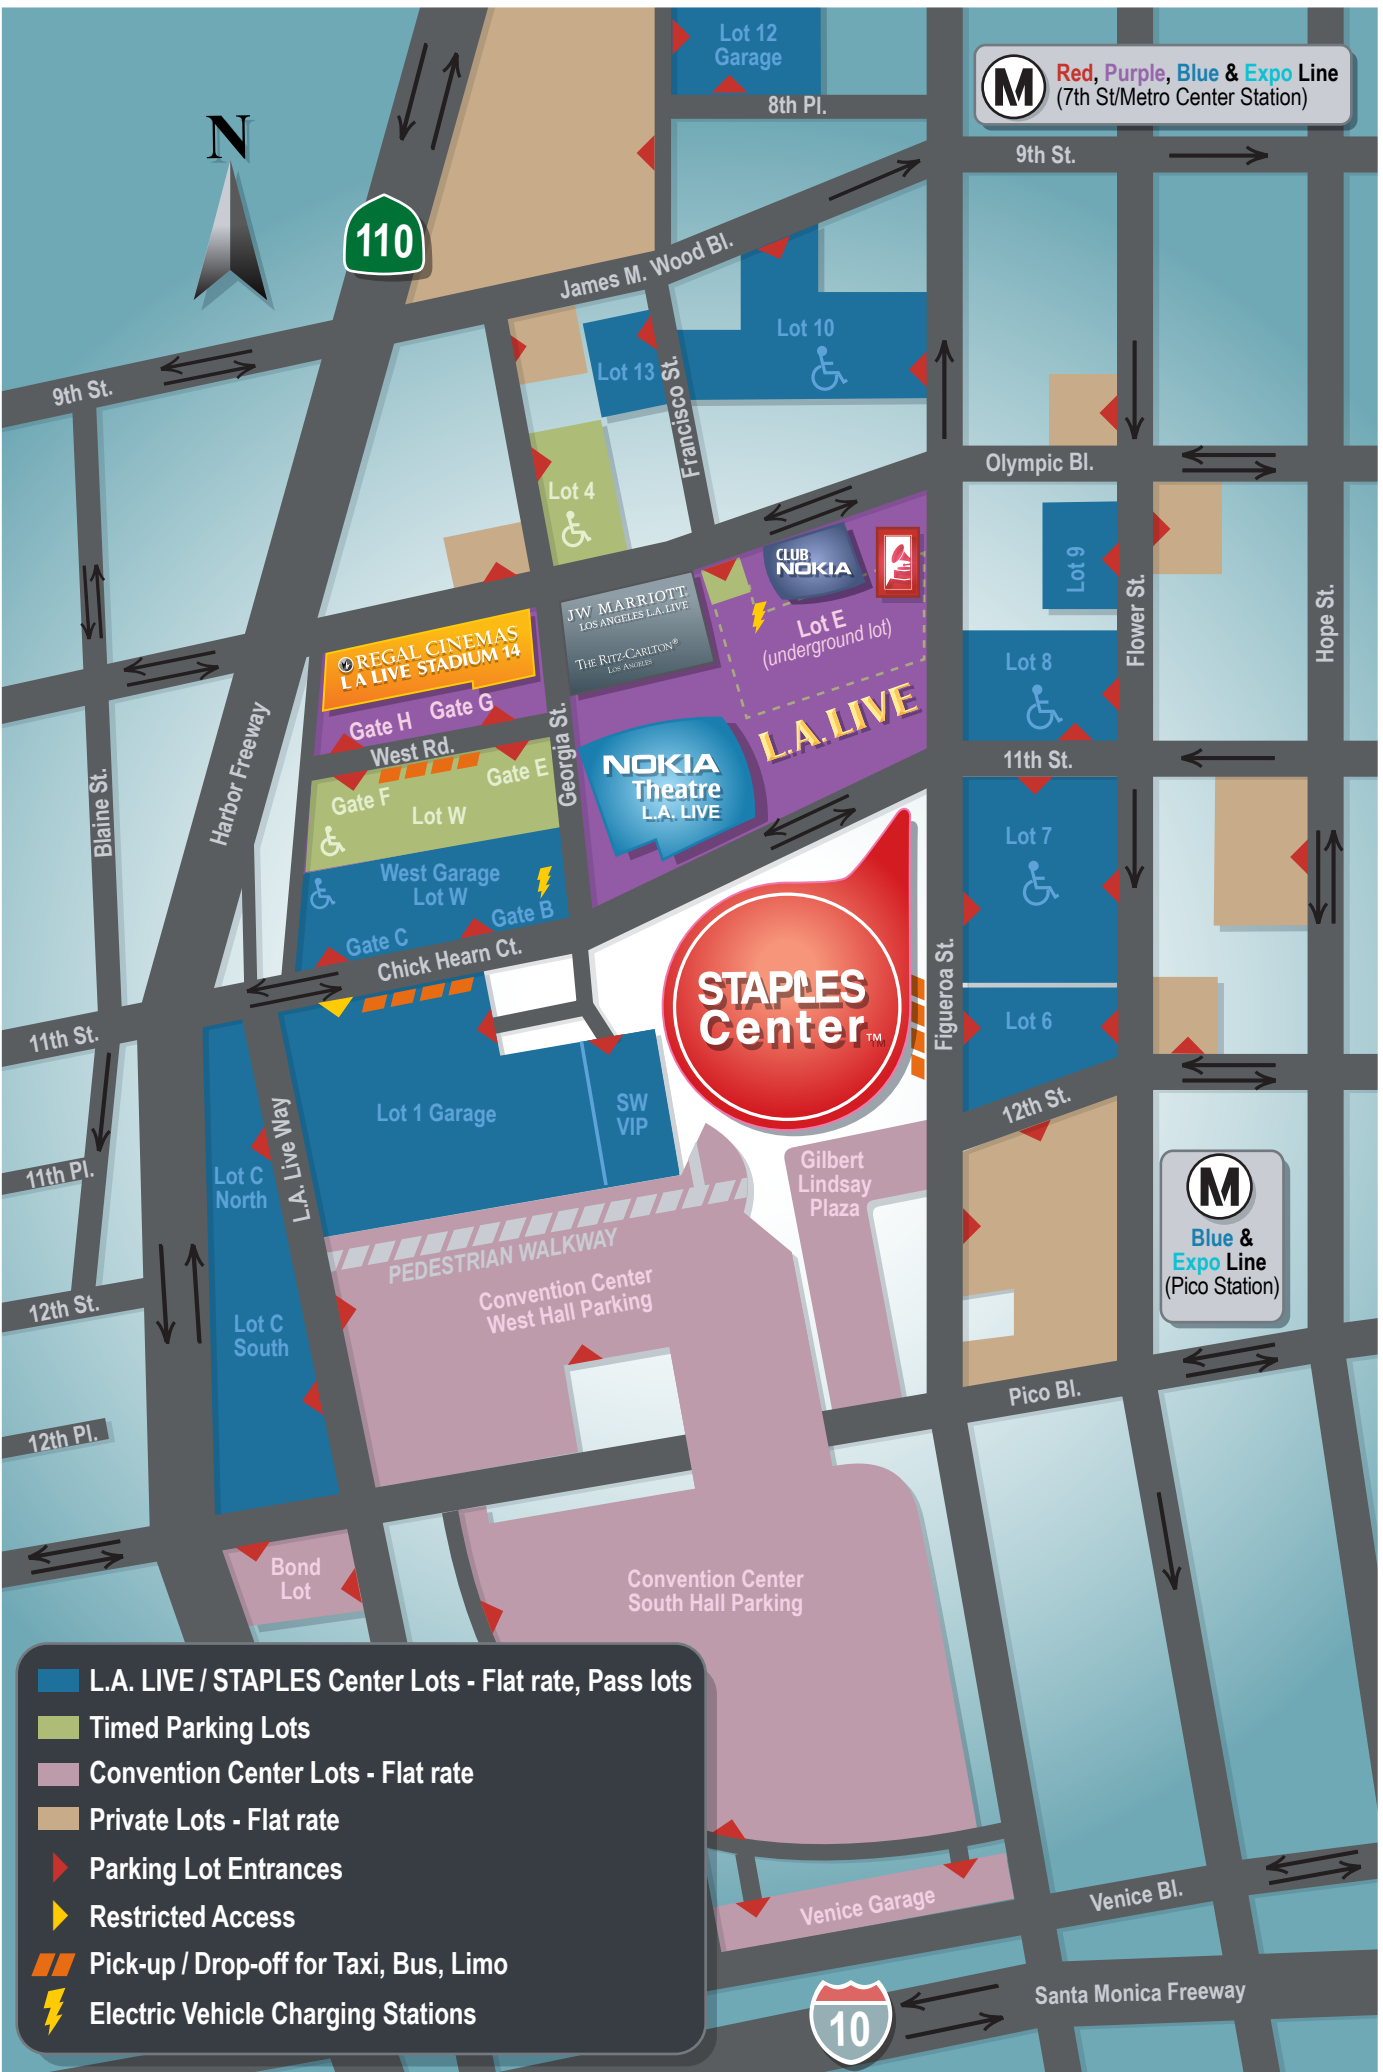 Lot 12
Garage
8th Pl.
M
Red, Purple, Blue & Expo Line
(7th St/Metro Center Station)
N
9th St.
110
James M. Wood Bl.
Lot 10
Lot 13
Francisco St.
9th St.
Olympic Bl.
Lot 4
Lot 9
Flower St.
Hope St.
CLUB
NOKIA
JW MARRIOTT.
LOS ANGELES L.A. LIVE
THE RITZ-CARLTON®
LOS ANGELES
Lot E
(underground lot)
REGAL CINEMAS
LA LIVE STADIUM 14
Lot 8
Gate H
Gate G
West Rd.
Georgia St.
L.A. LIVE
11th St.
NOKIA
Theatre
L.A. LIVE
Harbor Freeway
Blaine St.
Gate E
Gate F
Lot W
Lot 7
West Garage
Lot W
Gate B
Gate C
Chick Hearn Ct.
STAPLES
Center™
Figueroa St.
Lot 6
11th St.
12th St.
Lot 1 Garage
SW
VIP
L.A. Live Way
Lot C
North
11th Pl.
Gilbert
Lindsay
Plaza
M
Blue &
Expo Line
(Pico Station)
PEDESTRIAN WALKWAY
Convention Center
West Hall Parking
12th St.
Lot C
South
Pico Bl.
12th Pl.
Bond
Lot
Convention Center
South Hall Parking
L.A. LIVE / STAPLES Center Lots - Flat rate, Pass lots
Timed Parking Lots
Convention Center Lots - Flat rate
Private Lots - Flat rate
Parking Lot Entrances
Restricted Access
Pick-up / Drop-off for Taxi, Bus, Limo
Electric Vehicle Charging Stations
Venice Garage
Venice Bl.
Santa Monica Freeway
10